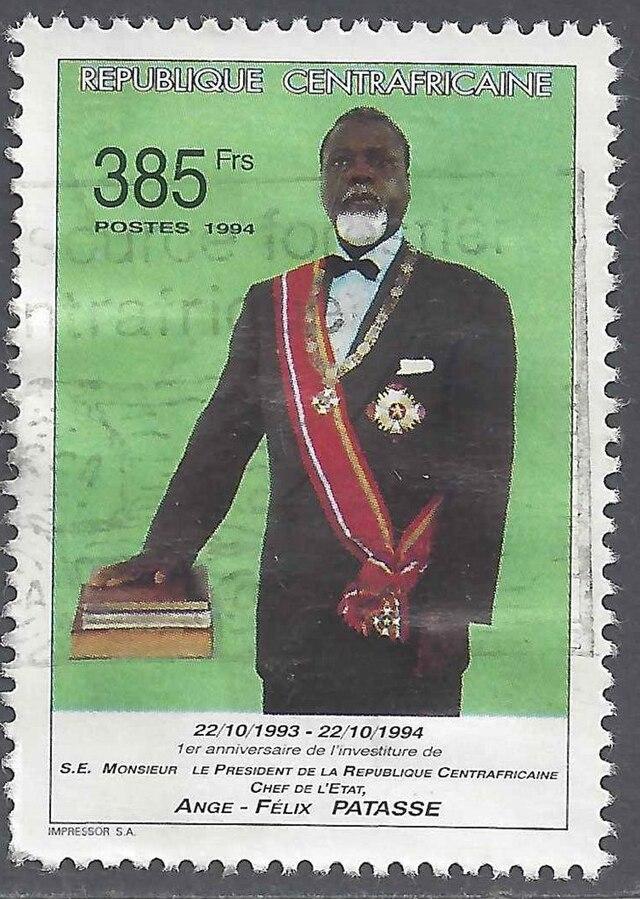 REPUBLIQUE CENTRAFRICAINE
385 Frs
POSTES 1994
22/10/1993 - 22/10/1994
1er anniversaire de l'investiture de
S.E. MONSIEUR LE PRESIDENT DE LA REPUBLIQUE CENTRAFRICAINE
CHEF DE L'ETAT,
ANGE - FÉLIX PATASSE
IMPRESSOR S.A.